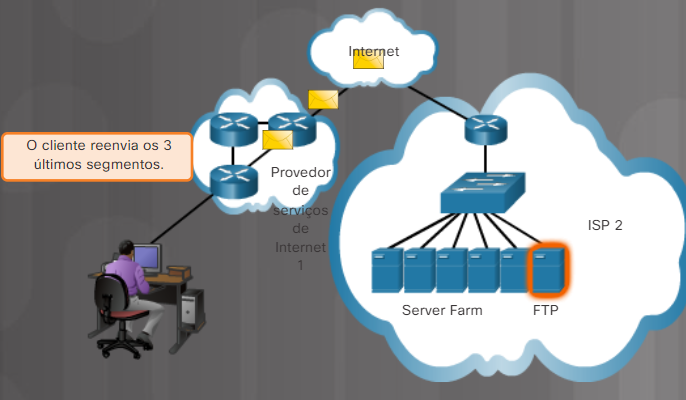 Internet
O cliente reenvia os 3
últimos segmentos.
Provedor
de
serviços
de
Internet
1
ISP 2
Server Farm
FTP